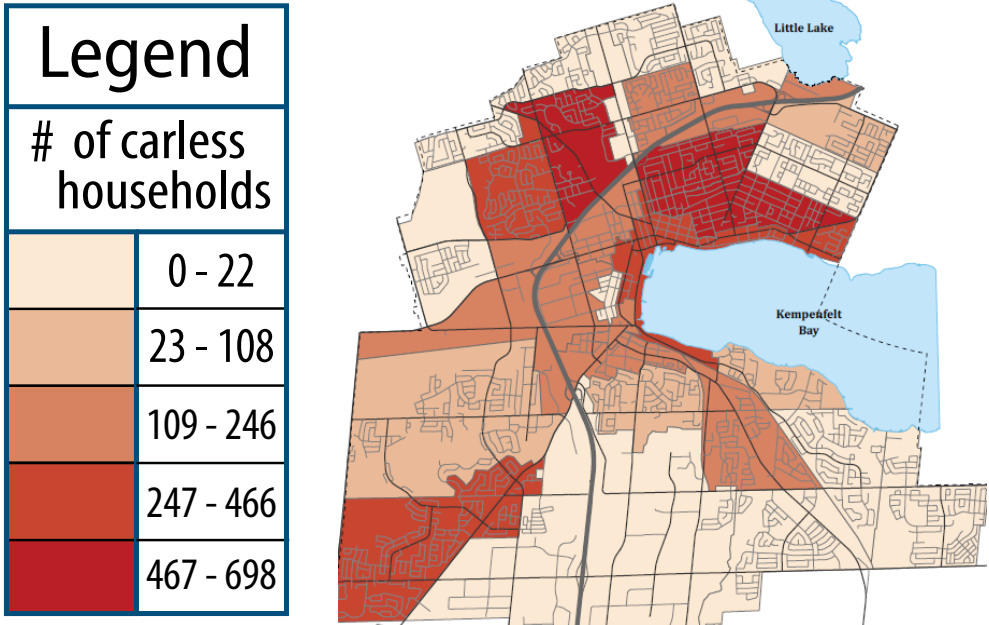 Legend
# of carless
households
0 - 22
23 - 108
109 - 246
247 - 466
467 - 698
Little Lake
Kempenfelt
Bay